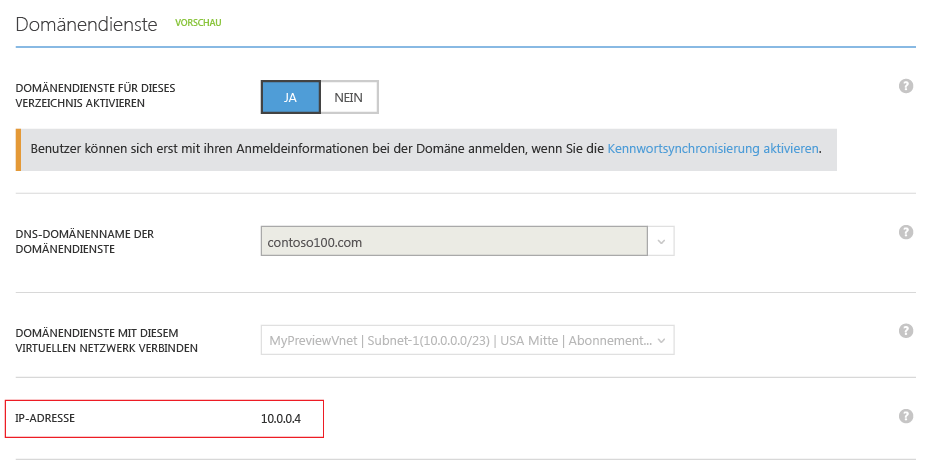 Domänendienste VORSCHAU
DOMÄNENDIENSTE FÜR DIESES
VERZEICHNIS AKTIVIEREN
JA NEIN
?
Benutzer können sich erst mit ihren Anmeldeinformationen bei der Domäne anmelden, wenn Sie die Kennwortsynchronisierung aktivieren.
DNS-DOMÄNENNAME DER
DOMÄNENDIENSTE
contoso100.com
?
DOMÄNENDIENSTE MIT DIESEM
VIRTUELLEN NETZWERK VERBINDEN
MyPreviewVnet | Subnet-1(10.0.0.0/23) | USA Mitte | Abonnement...
?
IP-ADRESSE 10.0.0.4
?